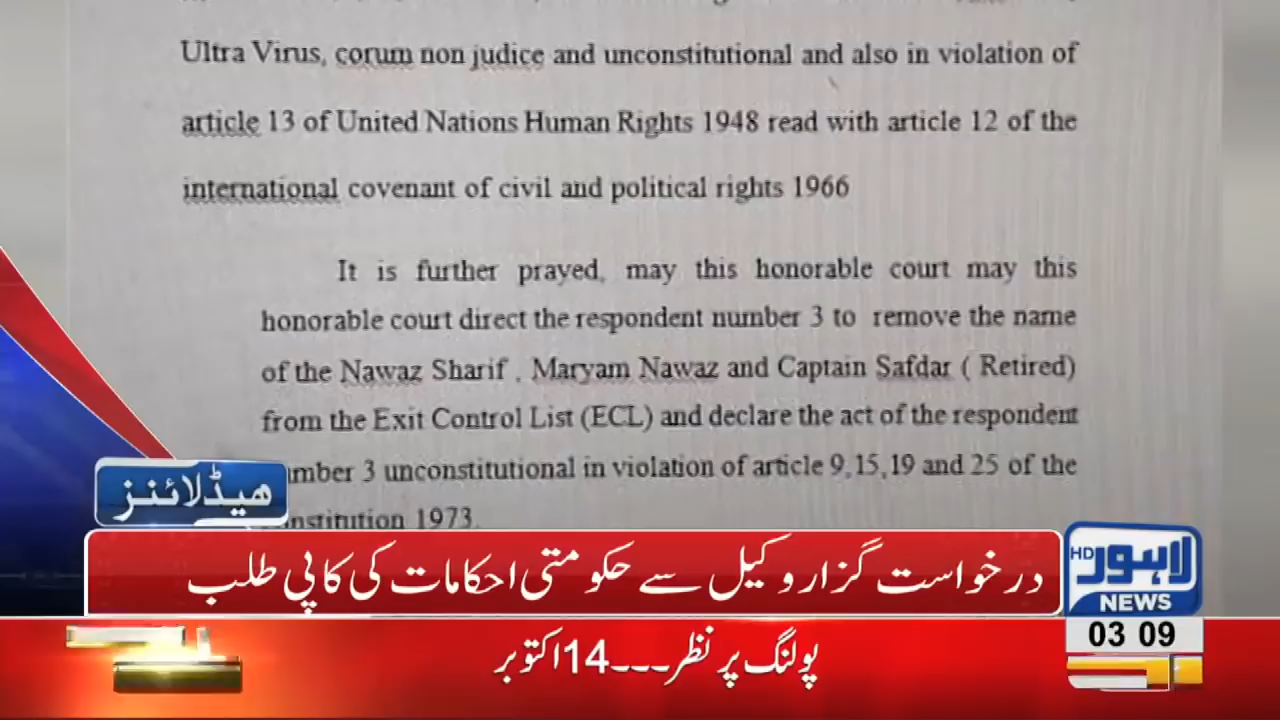 Ultra Virus, corum non judice and unconstitutional and also in violation of
article 13 of United Nations Human Rights 1948 read with article 12 of the
international covenant of civil and political rights 1966
It is further prayed, may this honorable court may this
honorable court direct the respondent number 3 to remove the name
of the Nawaz Sharif , Maryam Nawaz and Captain Safdar ( Retired)
from the Exit Control List (ECL) and declare the act of the respondent
mber 3 unconstitutional in violation of article 9,15,19 and 25 of the
nstitution 1973.
ھیڈلائنز
درخواست گزار وکیل سے حکومتی احکامات کی کاپی طلب
لاہور HD
NEWS
03 09
پولنگ پر نظر۔۔۔14اکتوبر